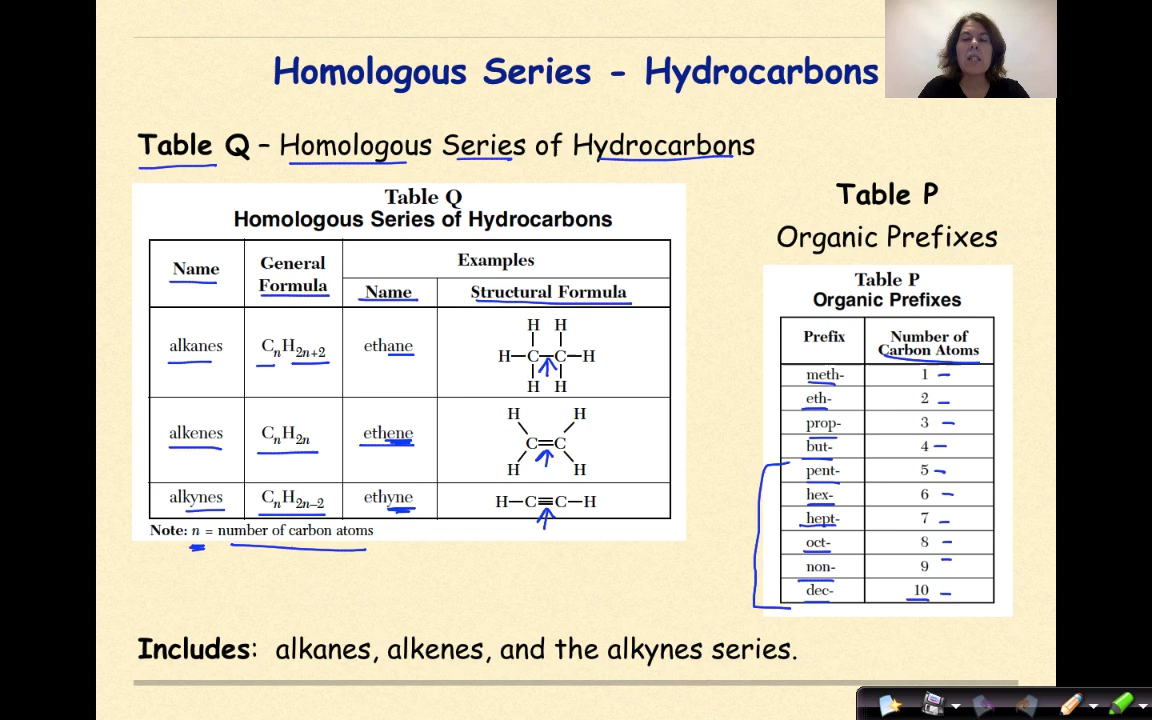 Homologous Series - Hydrocarbons
Table Q – Homologous Series of Hydrocarbons
Table Q
Homologous Series of Hydrocarbons
Name
General Formula
Examples
Name
Structural Formula
alkanes
CₙH₂ₙ₊₂
ethane
H H
H–C–C–H
H H
alkenes
CₙH₂ₙ
ethene
H H
C=C
H H
alkynes
CₙH₂ₙ₋₂
ethyne
H–C≡C–H
Note: n = number of carbon atoms
Table P
Organic Prefixes
Table P
Organic Prefixes
Prefix
Number of
Carbon Atoms
meth- 1
eth- 2
prop- 3
but- 4
pent- 5
hex- 6
hept- 7
oct- 8
non- 9
dec- 10
Includes: alkanes, alkenes, and the alkynes series.